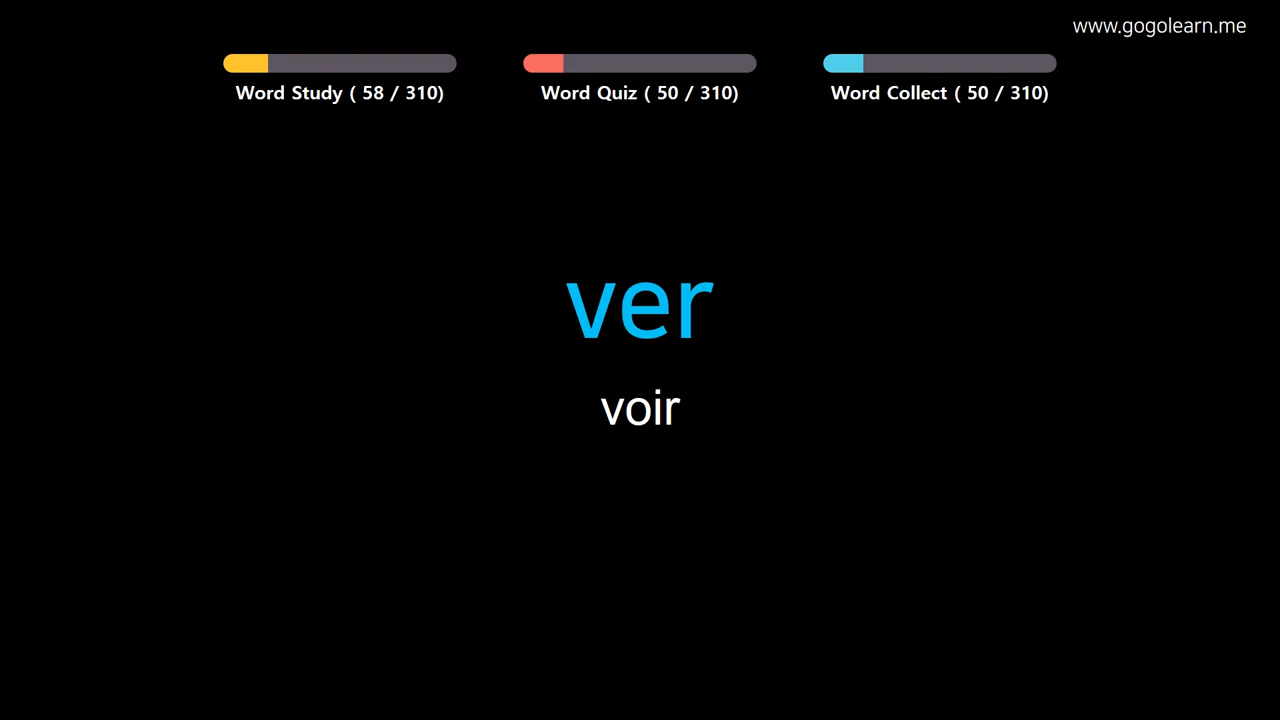 www.gogolearn.me
Word Study ( 58 / 310)
Word Quiz ( 50 / 310)
Word Collect ( 50 / 310)
ver
voir